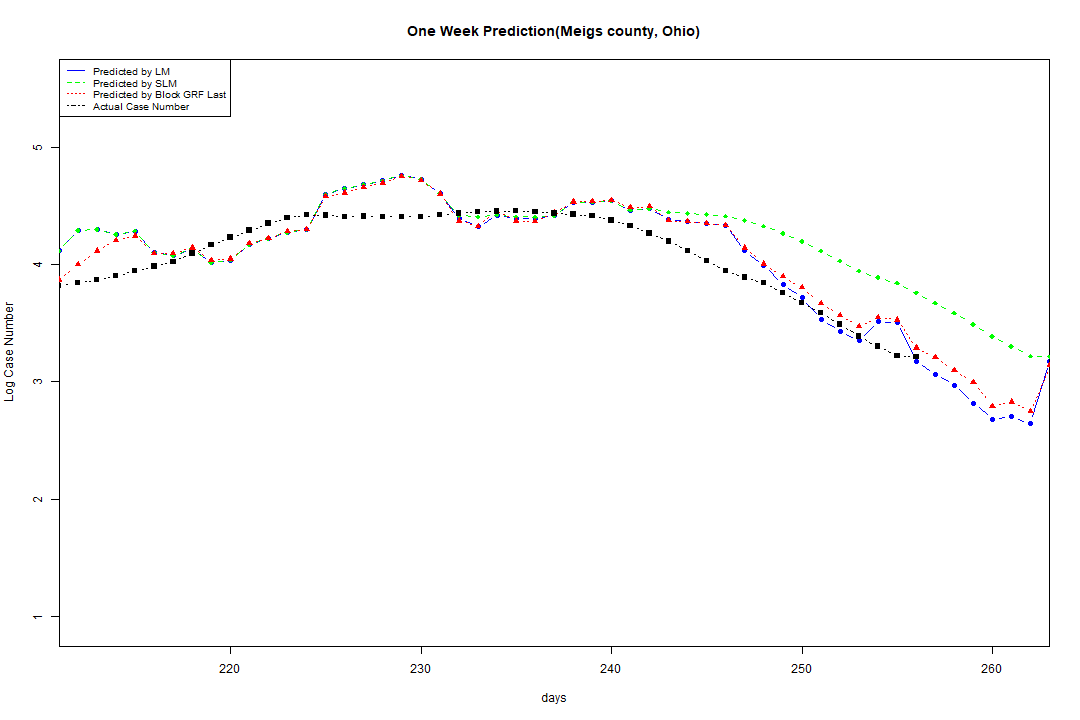 One Week Prediction(Meigs county, Ohio)
Predicted by LM
Predicted by SLM
Predicted by Block GRF Last
Actual Case Number
5
4
3
2
1
Log Case Number
220 230 240 250 260
days